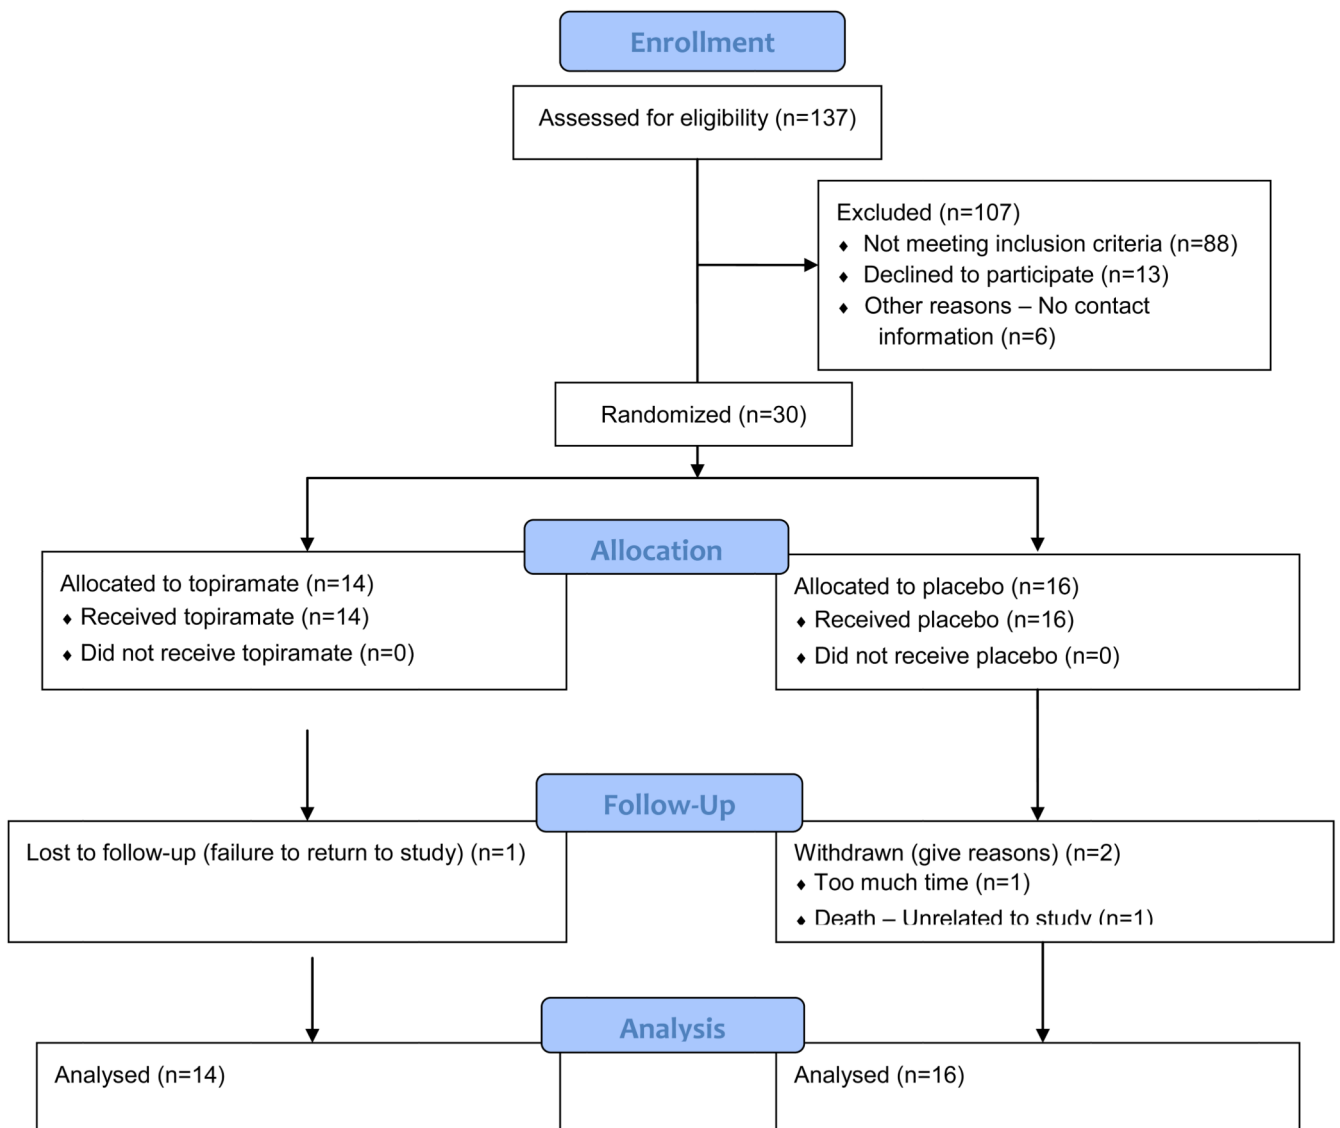 Enrollment
Assessed for eligibility (n=137)
Excluded (n=107)
♦ Not meeting inclusion criteria (n=88)
♦ Declined to participate (n=13)
♦ Other reasons – No contact
information (n=6)
Randomized (n=30)
Allocation
Allocated to topiramate (n=14)
♦ Received topiramate (n=14)
♦ Did not receive topiramate (n=0)
Allocated to placebo (n=16)
♦ Received placebo (n=16)
♦ Did not receive placebo (n=0)
Follow-Up
Lost to follow-up (failure to return to study) (n=1)
Withdrawn (give reasons) (n=2)
♦ Too much time (n=1)
♦ Death – Unrelated to study (n=1)
Analysis
Analysed (n=14)
Analysed (n=16)